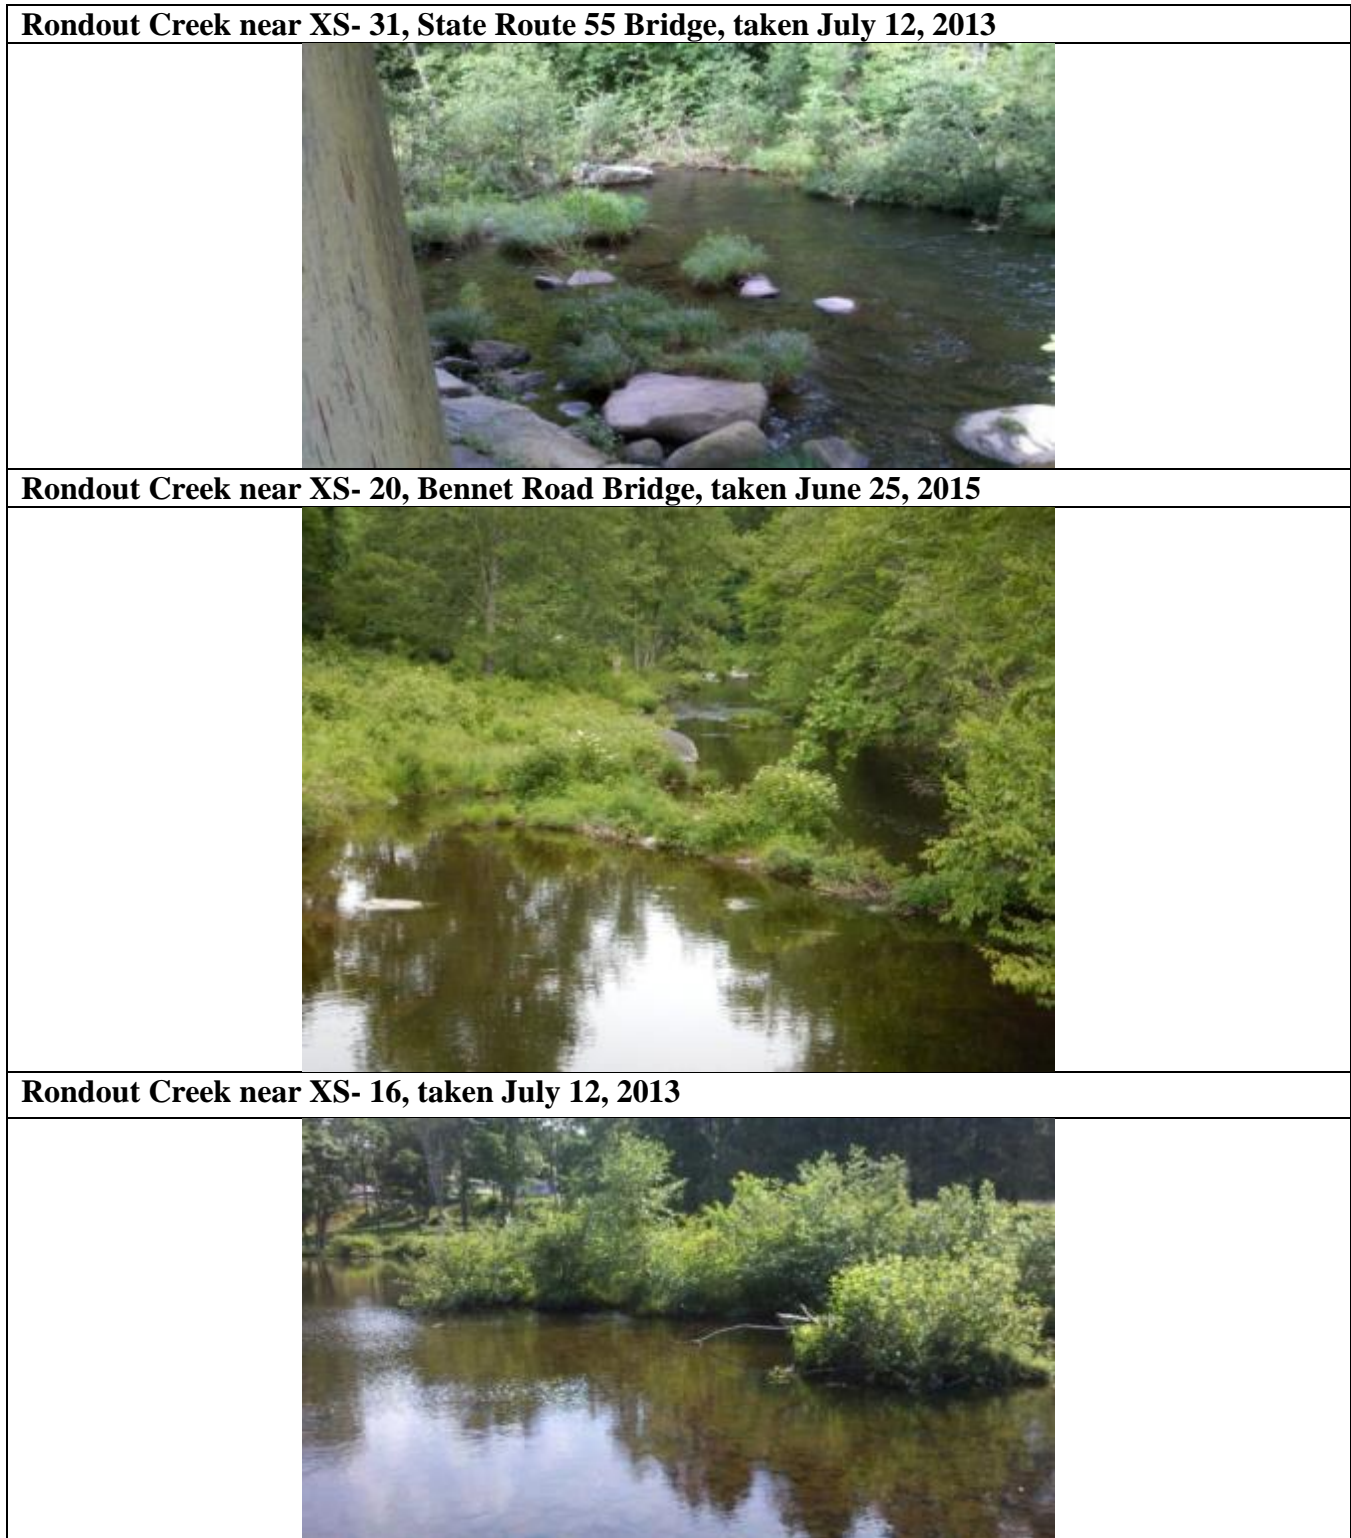 Rondout Creek near XS- 31, State Route 55 Bridge, taken July 12, 2013
Rondout Creek near XS- 20, Bennet Road Bridge, taken June 25, 2015
Rondout Creek near XS- 16, taken July 12, 2013